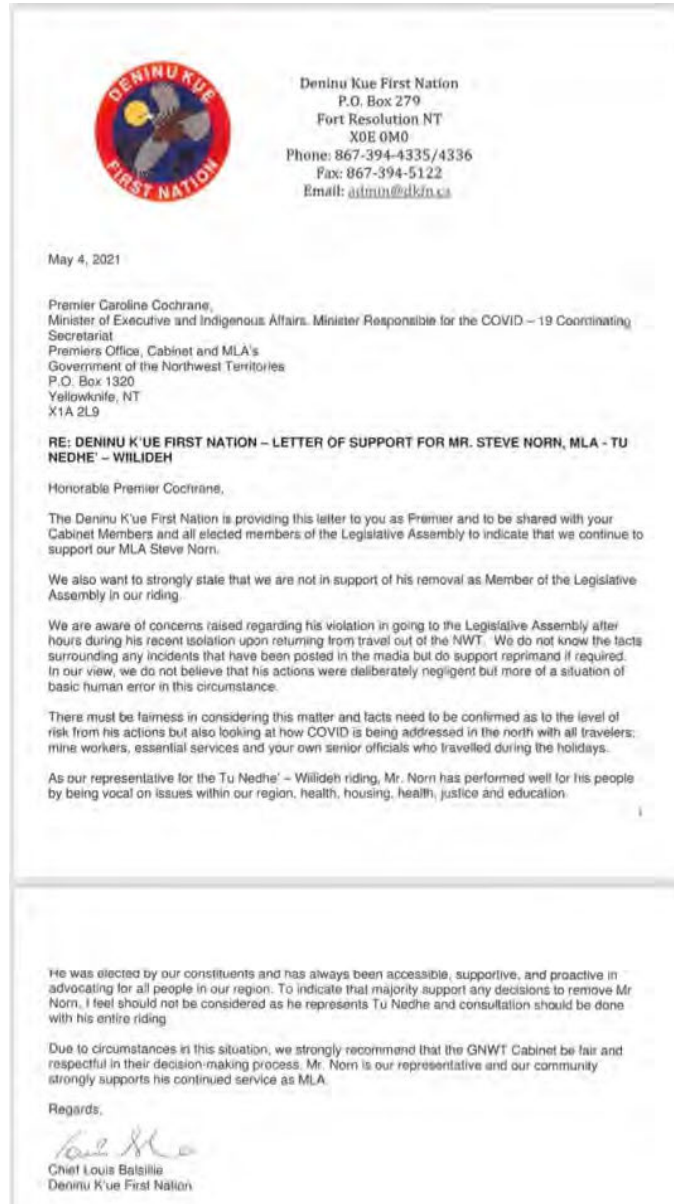 DENINU KUE
FIRST NATION
Deninu Kue First Nation
P.O. Box 279
Fort Resolution NT
X0E 0M0
Phone: 867-394-4335/4336
Fax: 867-394-5122
Email: admin@dkfn.ca
May 4, 2021
Premier Caroline Cochrane,
Minister of Executive and Indigenous Affairs. Minister Responsible for the COVID – 19 Coordinating
Secretariat
Premiers Office, Cabinet and MLA's
Government of the Northwest Territories
P.O. Box 1320
Yellowknife, NT
X1A 2L9
RE: DENINU K'UE FIRST NATION – LETTER OF SUPPORT FOR MR. STEVE NORN, MLA - TU
NEDHE' – WIILIDEH
Honorable Premier Cochrane,
The Deninu K'ue First Nation is providing this letter to you as Premier and to be shared with your
Cabinet Members and all elected members of the Legislative Assembly to indicate that we continue to
support our MLA Steve Norn.
We also want to strongly state that we are not in support of his removal as Member of the Legislative
Assembly in our riding.
We are aware of concerns raised regarding his violation in going to the Legislative Assembly after
hours during his recent isolation upon returning from travel out of the NWT. We do not know the facts
surrounding any incidents that have been posted in the media but do support reprimand if required.
In our view, we do not believe that his actions were deliberately negligent but more of a situation of
basic human error in this circumstance.
There must be fairness in considering this matter and facts need to be confirmed as to the level of
risk from his actions but also looking at how COVID is being addressed in the north with all travelers;
mine workers, essential services and your own senior officials who travelled during the holidays.
As our representative for the Tu Nedhe' – Wiilideh riding, Mr. Norn has performed well for his people
by being vocal on issues within our region, health, housing, health, justice and education.
He was elected by our constituents and has always been accessible, supportive, and proactive in
advocating for all people in our region. To indicate that majority support any decisions to remove Mr
Norn, I feel should not be considered as he represents Tu Nedhe and consultation should be done
with his entire riding.
Due to circumstances in this situation, we strongly recommend that the GNWT Cabinet be fair and
respectful in their decision-making process. Mr. Norn is our representative and our community
strongly supports his continued service as MLA.
Regards,
Chief Louis Balsillie
Deninu K'ue First Nation